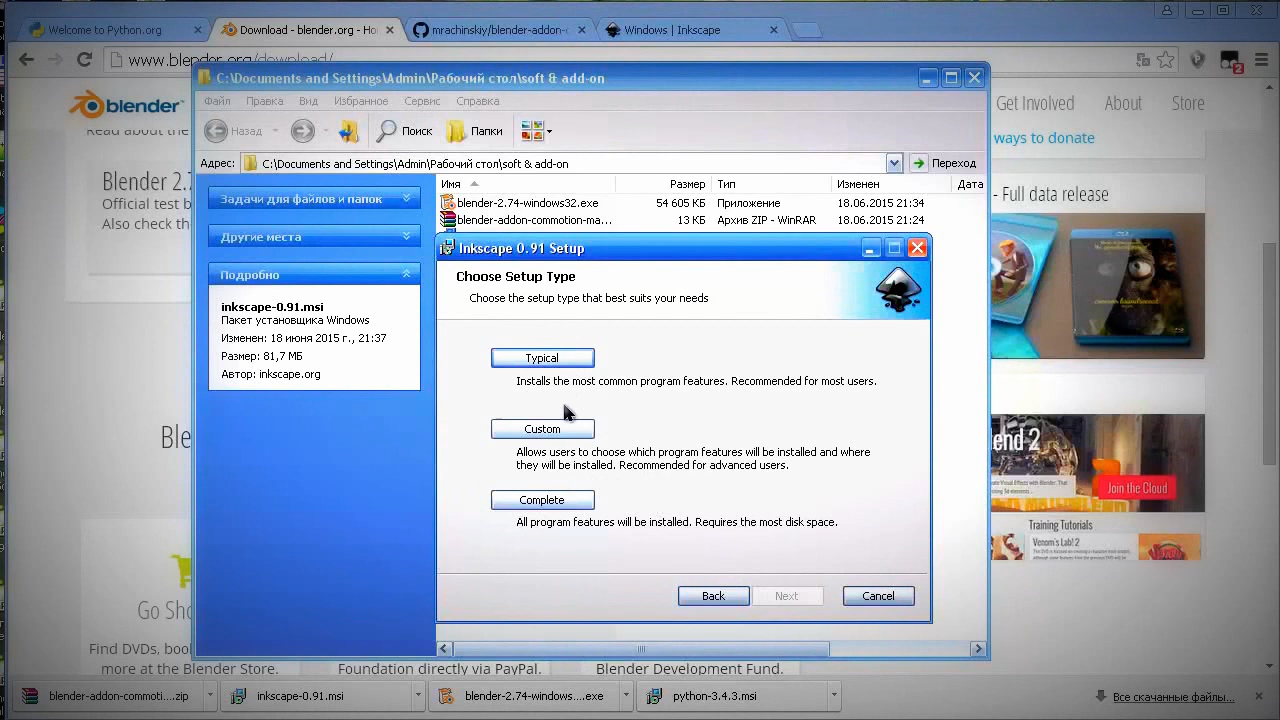 Welcome to Python.org
Download - blender.org - Ho
mrachinskiy/blender-addon-
Windows | Inkscape
www.blender.org/download/
2
blender
Get Involved
About
Store
Read about the
ways to donate
Blender 2.7
Official test b
Also check the
- Full data release
C:\Documents and Settings\Admin\Рабочий стол\soft & add-on
Файл
Правка
Вид
Избранное
Сервис
Справка
Назад
Поиск
Папки
Адрес:
C:\Documents and Settings\Admin\Рабочий стол\soft & add-on
Переход
Задачи для файлов и папок
Другие места
Подробно
inkscape-0.91.msi
Пакет установщика Windows
Изменен: 18 июня 2015 г., 21:37
Размер: 81,7 МБ
Автор: inkscape.org
Имя
Размер
Тип
Изменен
Дата
blender-2.74-windows32.exe
54 605 КБ
Приложение
18.06.2015 21:34
blender-addon-commotion-ma...
13 КБ
Архив ZIP - WinRAR
18.06.2015 21:24
Inkscape 0.91 Setup
Choose Setup Type
Choose the setup type that best suits your needs
Typical
Installs the most common program features. Recommended for most users.
Custom
Allows users to choose which program features will be installed and where
they will be installed. Recommended for advanced users.
Complete
All program features will be installed. Requires the most disk space.
Back
Next
Cancel
Blen
lend 2
Join the Cloud
Training Tutorials
Venom's Lab! 2
Go Sho
Find DVDs, boo
more at the Blender Store.
Foundation directly via PayPal.
Blender Development Fund.
blender-addon-commoti....zip
inkscape-0.91.msi
blender-2.74-windows....exe
python-3.4.3.msi
Все скачанные файлы...